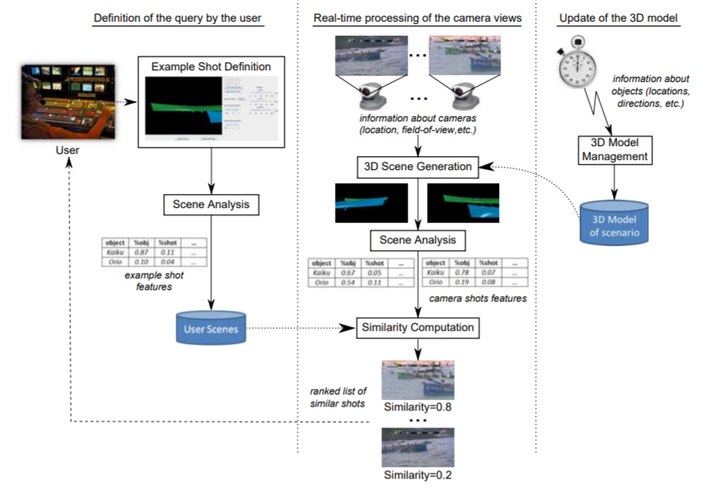 Definition of the query by the user
Example Shot Definition
User
Scene Analysis
object %obj %shot ...
Kaiku 0.87 0.11 ...
Orio 0.10 0.04 ...
example shot
features
User Scenes
Real-time processing of the camera views
...
...
information about cameras
(location, field-of-view,etc.)
3D Scene Generation
Scene Analysis
object %obj %shot ...
Kaiku 0.67 0.05 ...
Orio 0.54 0.11 ...
object %obj %shot ...
Kaiku 0.78 0.07 ...
Orio 0.19 0.08 ...
camera shots features
Similarity Computation
ranked list of
similar shots
Similarity=0.8
...
Similarity=0.2
Update of the 3D model
information about
objects (locations,
directions, etc.)
3D Model
Management
3D Model
of scenario